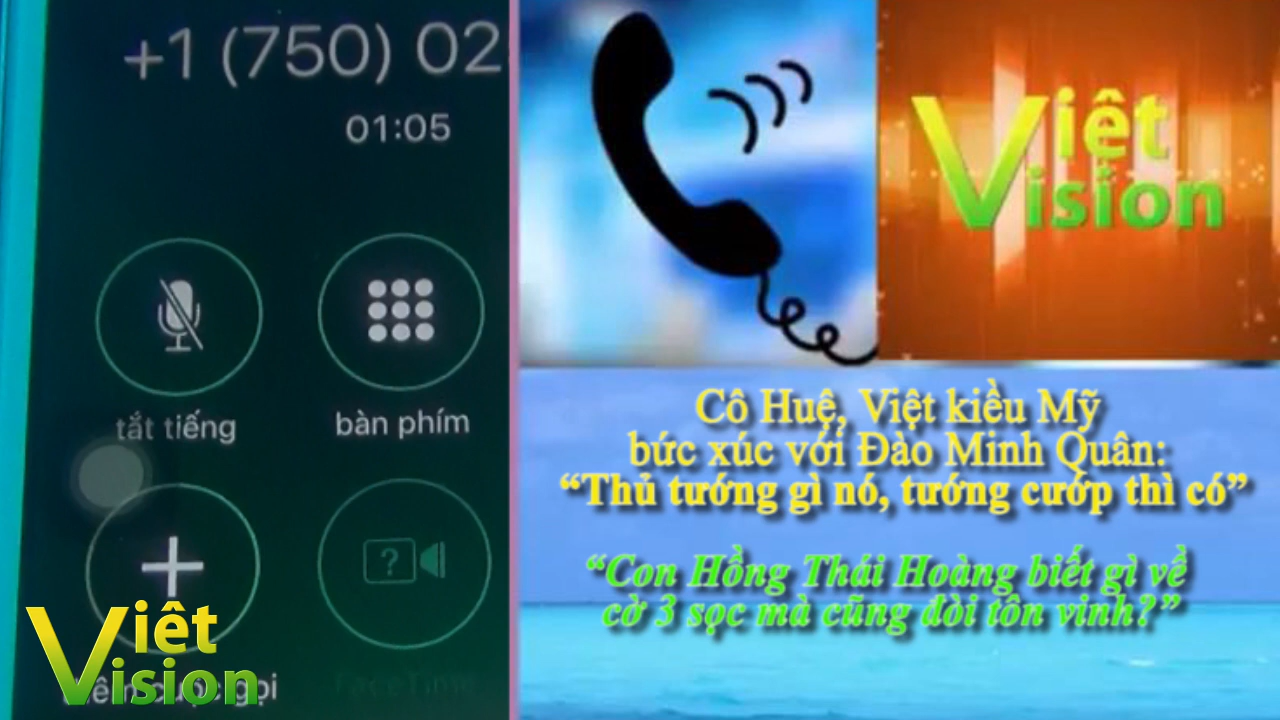 +1 (750) 02
01:05
tắt tiếng
bàn phím
Việt
Vision
Việt
Vision
Cô Huệ, Việt kiều Mỹ
bức xúc với Đào Minh Quân:
“Thủ tướng gì nó, tướng cướp thì có”
“Con Hồng Thái Hoàng biết gì về
cờ 3 sọc mà cũng đòi tôn vinh?”
?
FaceTime
gọi